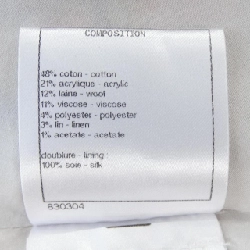 COMPOSITION
48% coton - cotton
21% acrylique - acrylic
12% laine - wool
11% viscose - viscose
4% polyester - polyester
3% lin - linen
1% acetate - acetate
doublure - lining :
100% soie - silk
630304